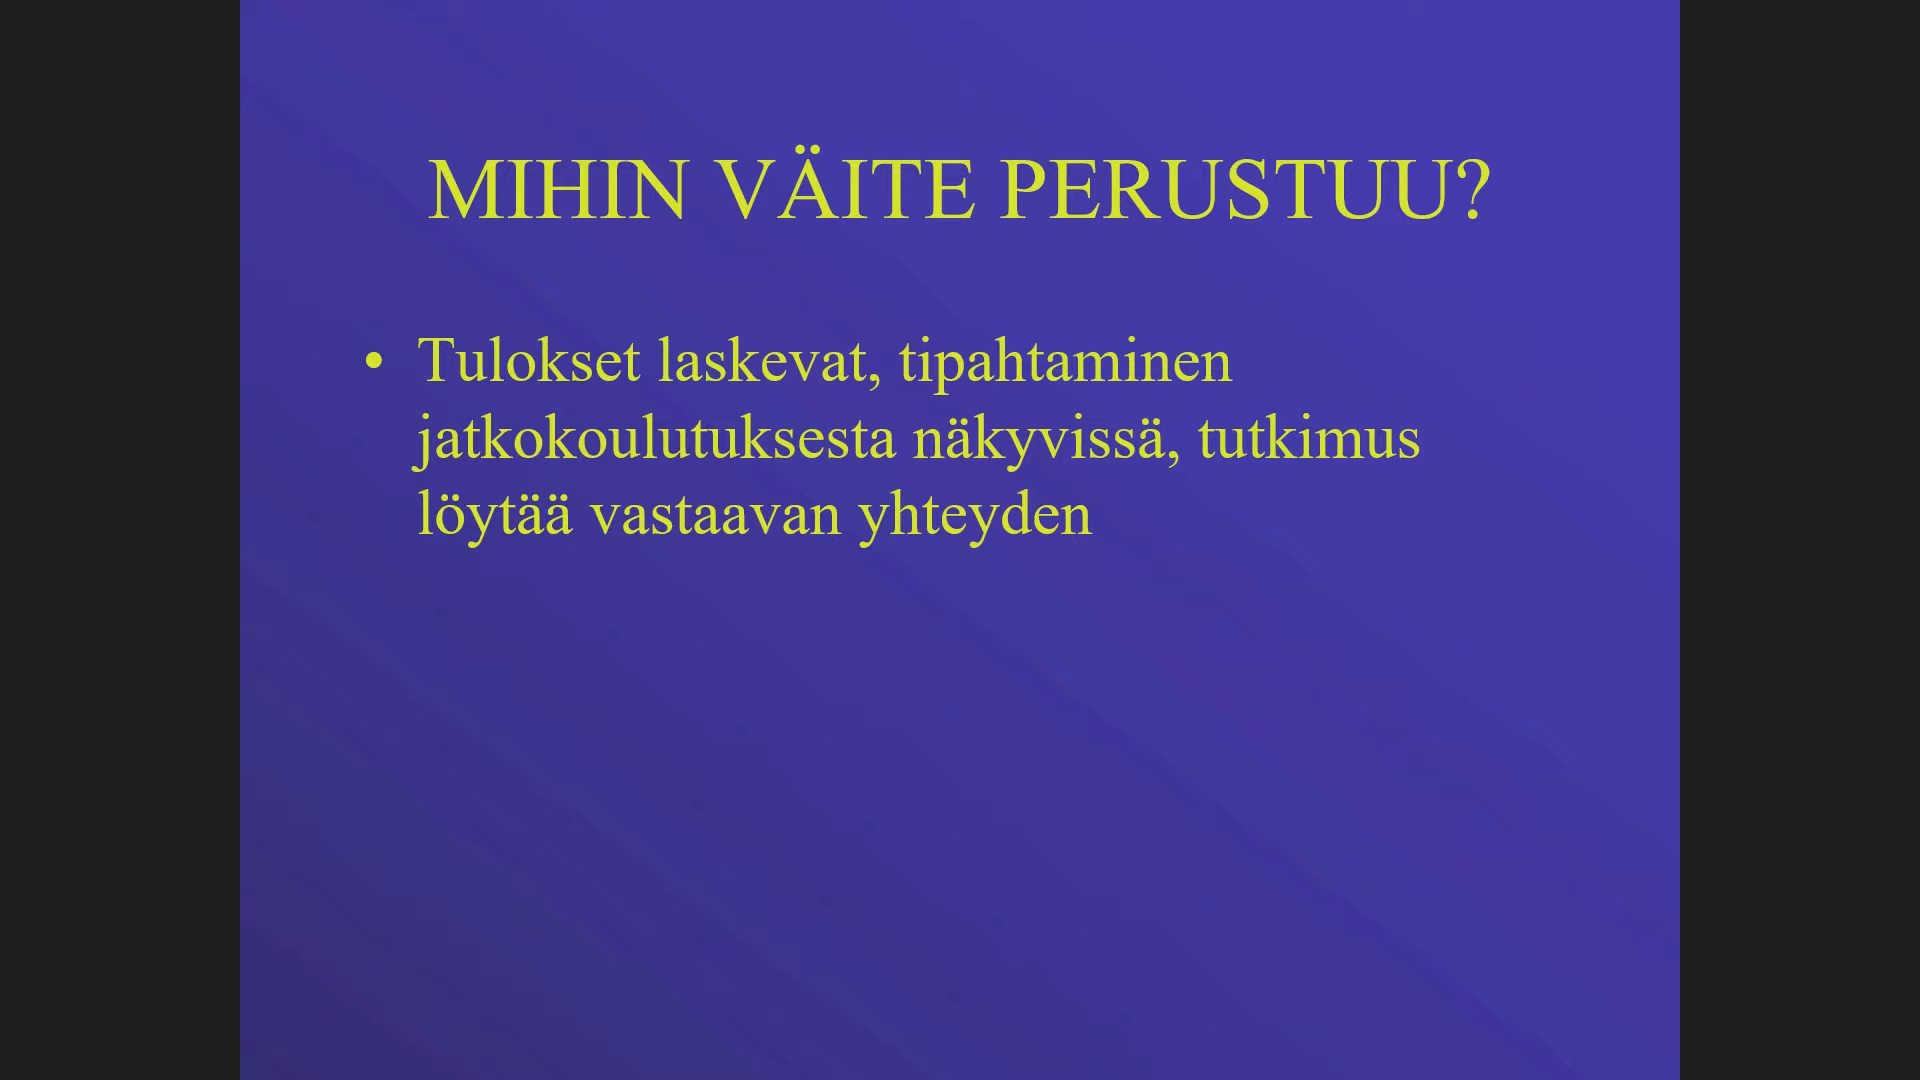 MIHIN VÄITE PERUSTUU?
• Tulokset laskevat, tipahtaminen
jatkokoulutuksesta näkyvissä, tutkimus
löytää vastaavan yhteyden